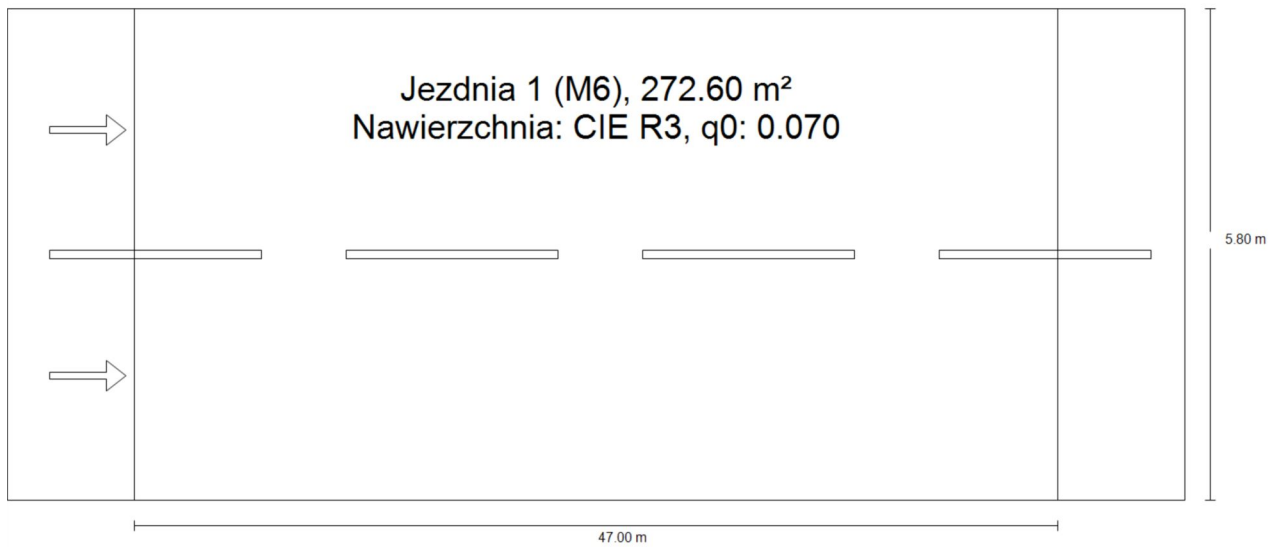 Jezdnia 1 (M6), 272.60 m²
Nawierzchnia: CIE R3, q0: 0.070
5.80 m
47.00 m